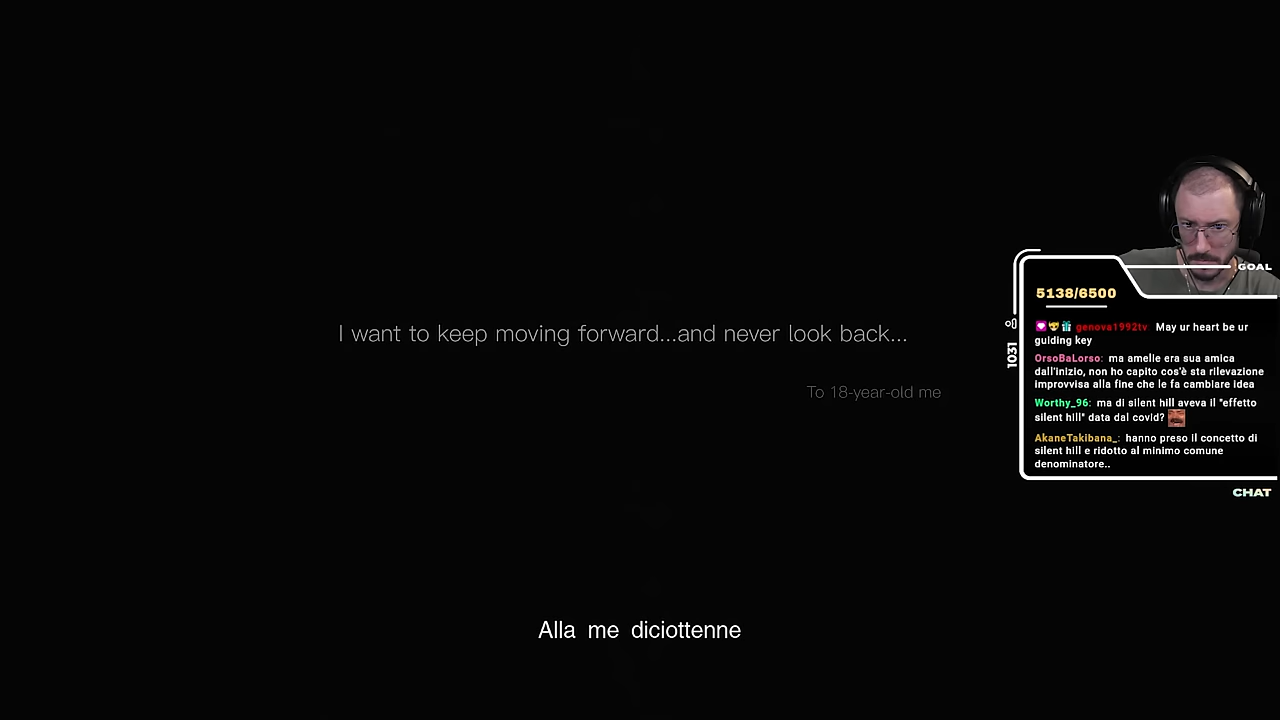 I want to keep moving forward...and never look back...
To 18-year-old me
Alla me diciottenne
GOAL
5138/6500
1031
genova1992tv May ur heart be ur
guiding key
OrsoBaLorso: ma amelie era sua amica
dall'inizio, non ho capito cos'è sta rilevazione
improvvisa alla fine che le fa cambiare idea
Worthy_96: ma di silent hill aveva il "effetto
silent hill" data dal covid?
AkaneTakibana_: hanno preso il concetto di
silent hill e ridotto al minimo comune
denominatore..
CHAT